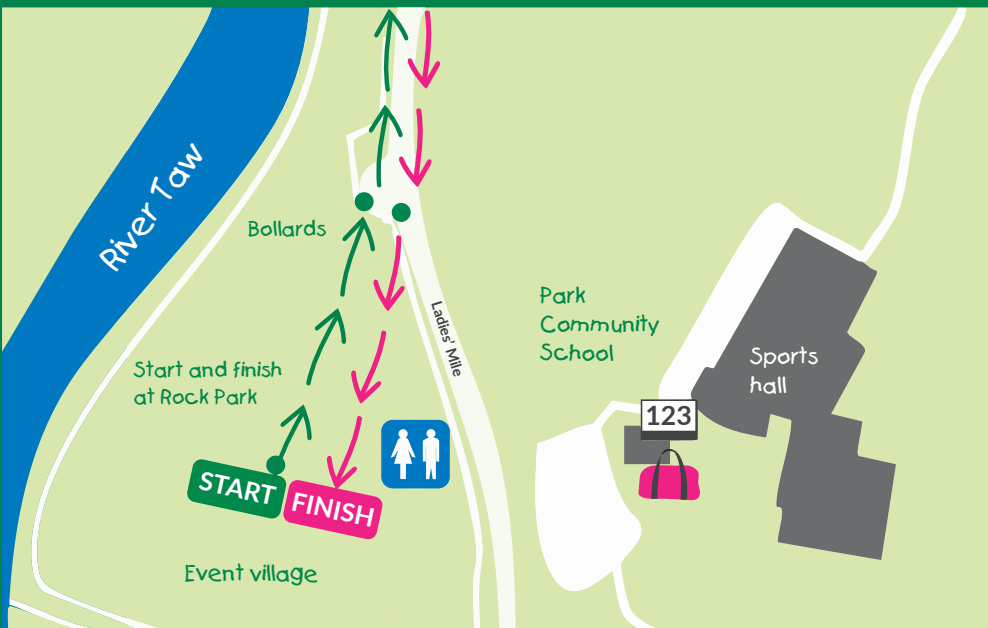 River Taw
Bollards
Ladies' Mile
Park
Community
School
Sports
hall
Start and finish
at Rock Park
123
START
FINISH
Event village